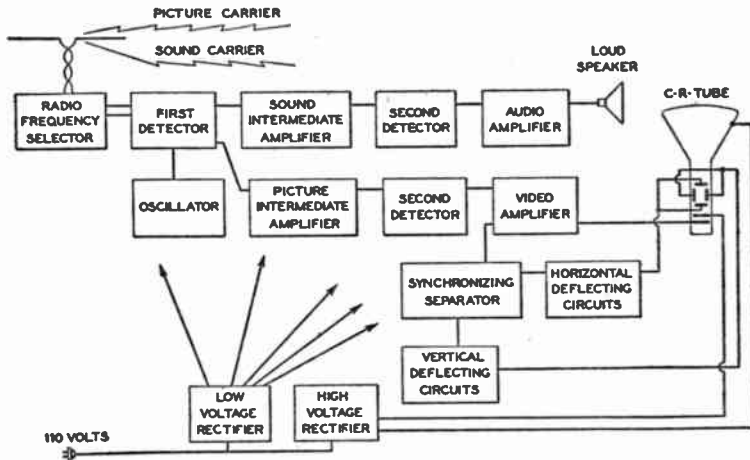 PICTURE CARRIER
SOUND CARRIER
LOUD
SPEAKER
C-R-TUBE
RADIO
FREQUENCY
SELECTOR
FIRST
DETECTOR
SOUND
INTERMEDIATE
AMPLIFIER
SECOND
DETECTOR
AUDIO
AMPLIFIER
OSCILLATOR
PICTURE
INTERMEDIATE
AMPLIFIER
SECOND
DETECTOR
VIDEO
AMPLIFIER
SYNCHRONIZING
SEPARATOR
HORIZONTAL
DEFLECTING
CIRCUITS
VERTICAL
DEFLECTING
CIRCUITS
LOW
VOLTAGE
RECTIFIER
HIGH
VOLTAGE
RECTIFIER
110 VOLTS